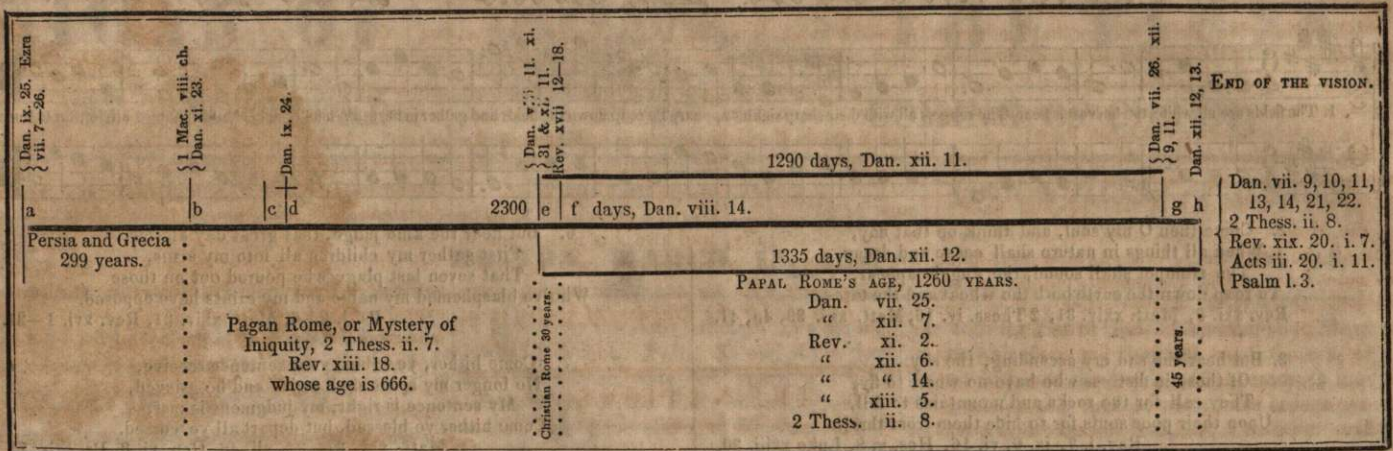 Dan. ix. 25. Ezra
vii. 7—26.
1 Mac. viii. ch.
Dan. xi. 23.
Dan. ix. 24.
Dan. 11. xi.
31 & xii. 11.
Rev. xvii 12—18.
Dan. vii. 26. xii.
9, 11.
Dan. xii. 12, 13.
END OF THE VISION.
1290 days, Dan. xii. 11.
a b c d 2300 e f days, Dan. viii. 14. g h
Dan. vii. 9, 10, 11,
13, 14, 21, 22.
2 Thess. ii. 8.
Rev. xix. 20. i. 7.
Acts iii. 20. i. 11.
Psalm l. 3.
Persia and Grecia
299 years.
1335 days, Dan. xii. 12.
Pagan Rome, or Mystery of
Iniquity, 2 Thess. ii. 7.
Rev. xiii. 18.
whose age is 666.
Christian Rome 30 years.
PAPAL ROME'S AGE, 1260 YEARS.
Dan. vii. 25.
“ xii. 7.
Rev. xi. 2.
“ xii. 6.
“ “ 14.
“ xiii. 5.
2 Thess. ii. 8.
45 years.